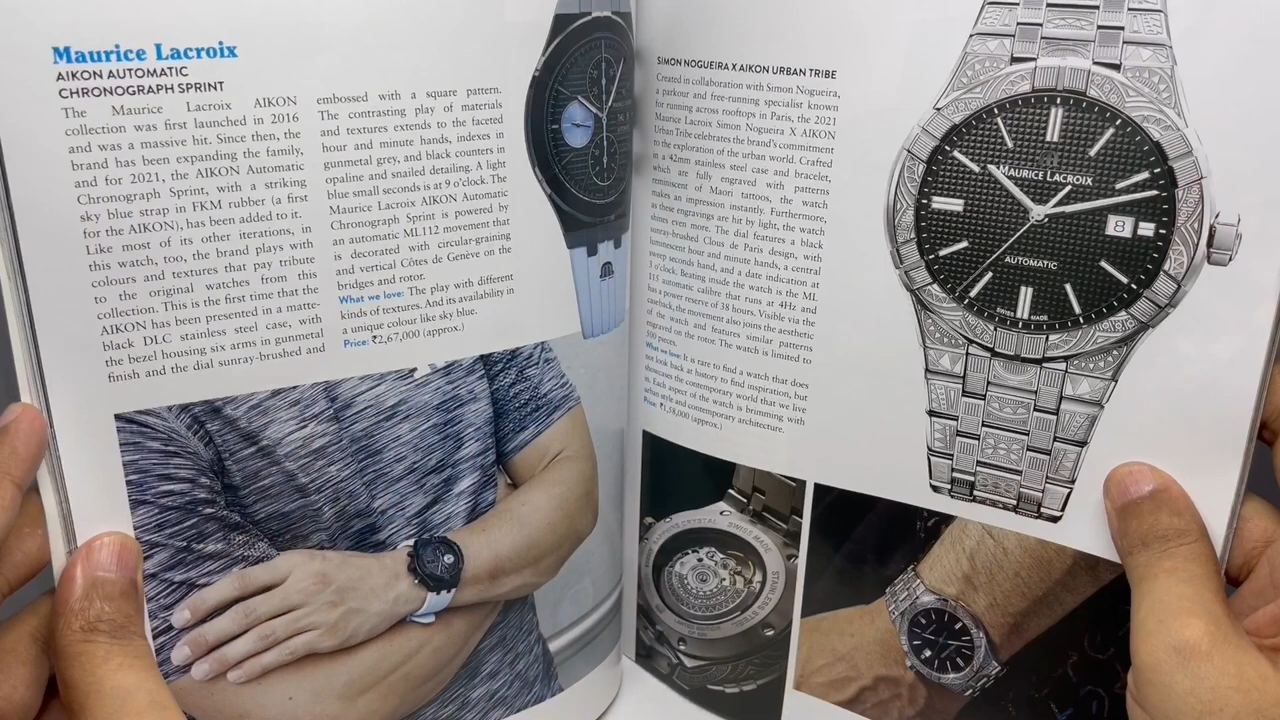 Maurice Lacroix
AIKON AUTOMATIC
CHRONOGRAPH SPRINT
The Maurice Lacroix AIKON
collection was first launched in 2016
and was a massive hit. Since then, the
brand has been expanding the family,
and for 2021, the AIKON Automatic
Chronograph Sprint, with a striking
sky blue strap in FKM rubber (a first
for the AIKON), has been added to it.
Like most of its other iterations, in
this watch, too, the brand plays with
colours and textures that pay tribute
to the original watches from this
collection. This is the first time that the
AIKON has been presented in a matte-
black DLC stainless steel case, with
the bezel housing six arms in gunmetal
finish and the dial sunray-brushed and
embossed with a square pattern.
The contrasting play of materials
and textures extends to the faceted
hour and minute hands, indexes in
gunmetal grey, and black counters in
opaline and snailed detailing. A light
blue small seconds is at 9 o'clock. The
Maurice Lacroix AIKON Automatic
Chronograph Sprint is powered by
an automatic ML112 movement that
is decorated with circular-graining
and vertical Côtes de Genève on the
bridges and rotor.
What we love: The play with different
kinds of textures. And its availability in
a unique colour like sky blue.
Price: ₹2,67,000 (approx.)
SIMON NOGUEIRA X AIKON URBAN TRIBE
Created in collaboration with Simon Nogueira,
a parkour and free-running specialist known
for running across rooftops in Paris, the 2021
Maurice Lacroix Simon Nogueira X AIKON
Urban Tribe celebrates the brand's commitment
to the exploration of the urban world. Crafted
in a 42mm stainless steel case and bracelet,
which are fully engraved with patterns
reminiscent of Maori tattoos, the watch
makes an impression instantly. Furthermore,
as these engravings are hit by light, the watch
shines even more. The dial features a black
sunray-brushed Clous de Paris design, with
luminescent hour and minute hands, a central
sweep seconds hand, and a date indication at
3 o'clock. Beating inside the watch is the ML
115 automatic calibre that runs at 4Hz and
has a power reserve of 38 hours. Visible via the
caseback, the movement also joins the aesthetic
of the watch and features similar patterns
engraved on the rotor. The watch is limited to
500 pieces.
What we love: It is rare to find a watch that does
not look back at history to find inspiration, but
showcases the contemporary world that we live
in. Each aspect of the watch is brimming with
urban style and contemporary architecture.
Price: ₹1,58,000 (approx.)
MAURICE LACROIX
AUTOMATIC
8
SWISS MADE
SAPPHIRE CRYSTAL
SWISS MADE
STAINLESS STEEL
LIMITED EDITION